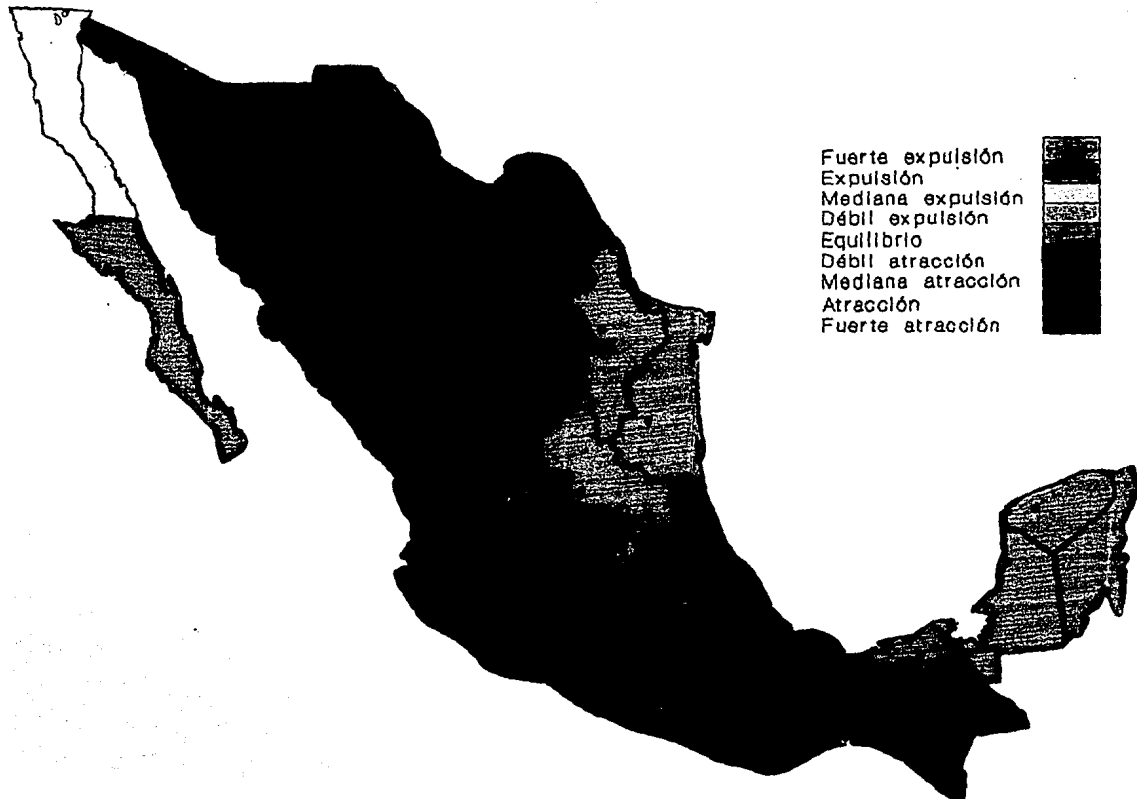 Fuerte expulsión
Expulsión
Mediana expulsión
Débil expulsión
Equilibrio
Débil atracción
Mediana atracción
Atracción
Fuerte atracción